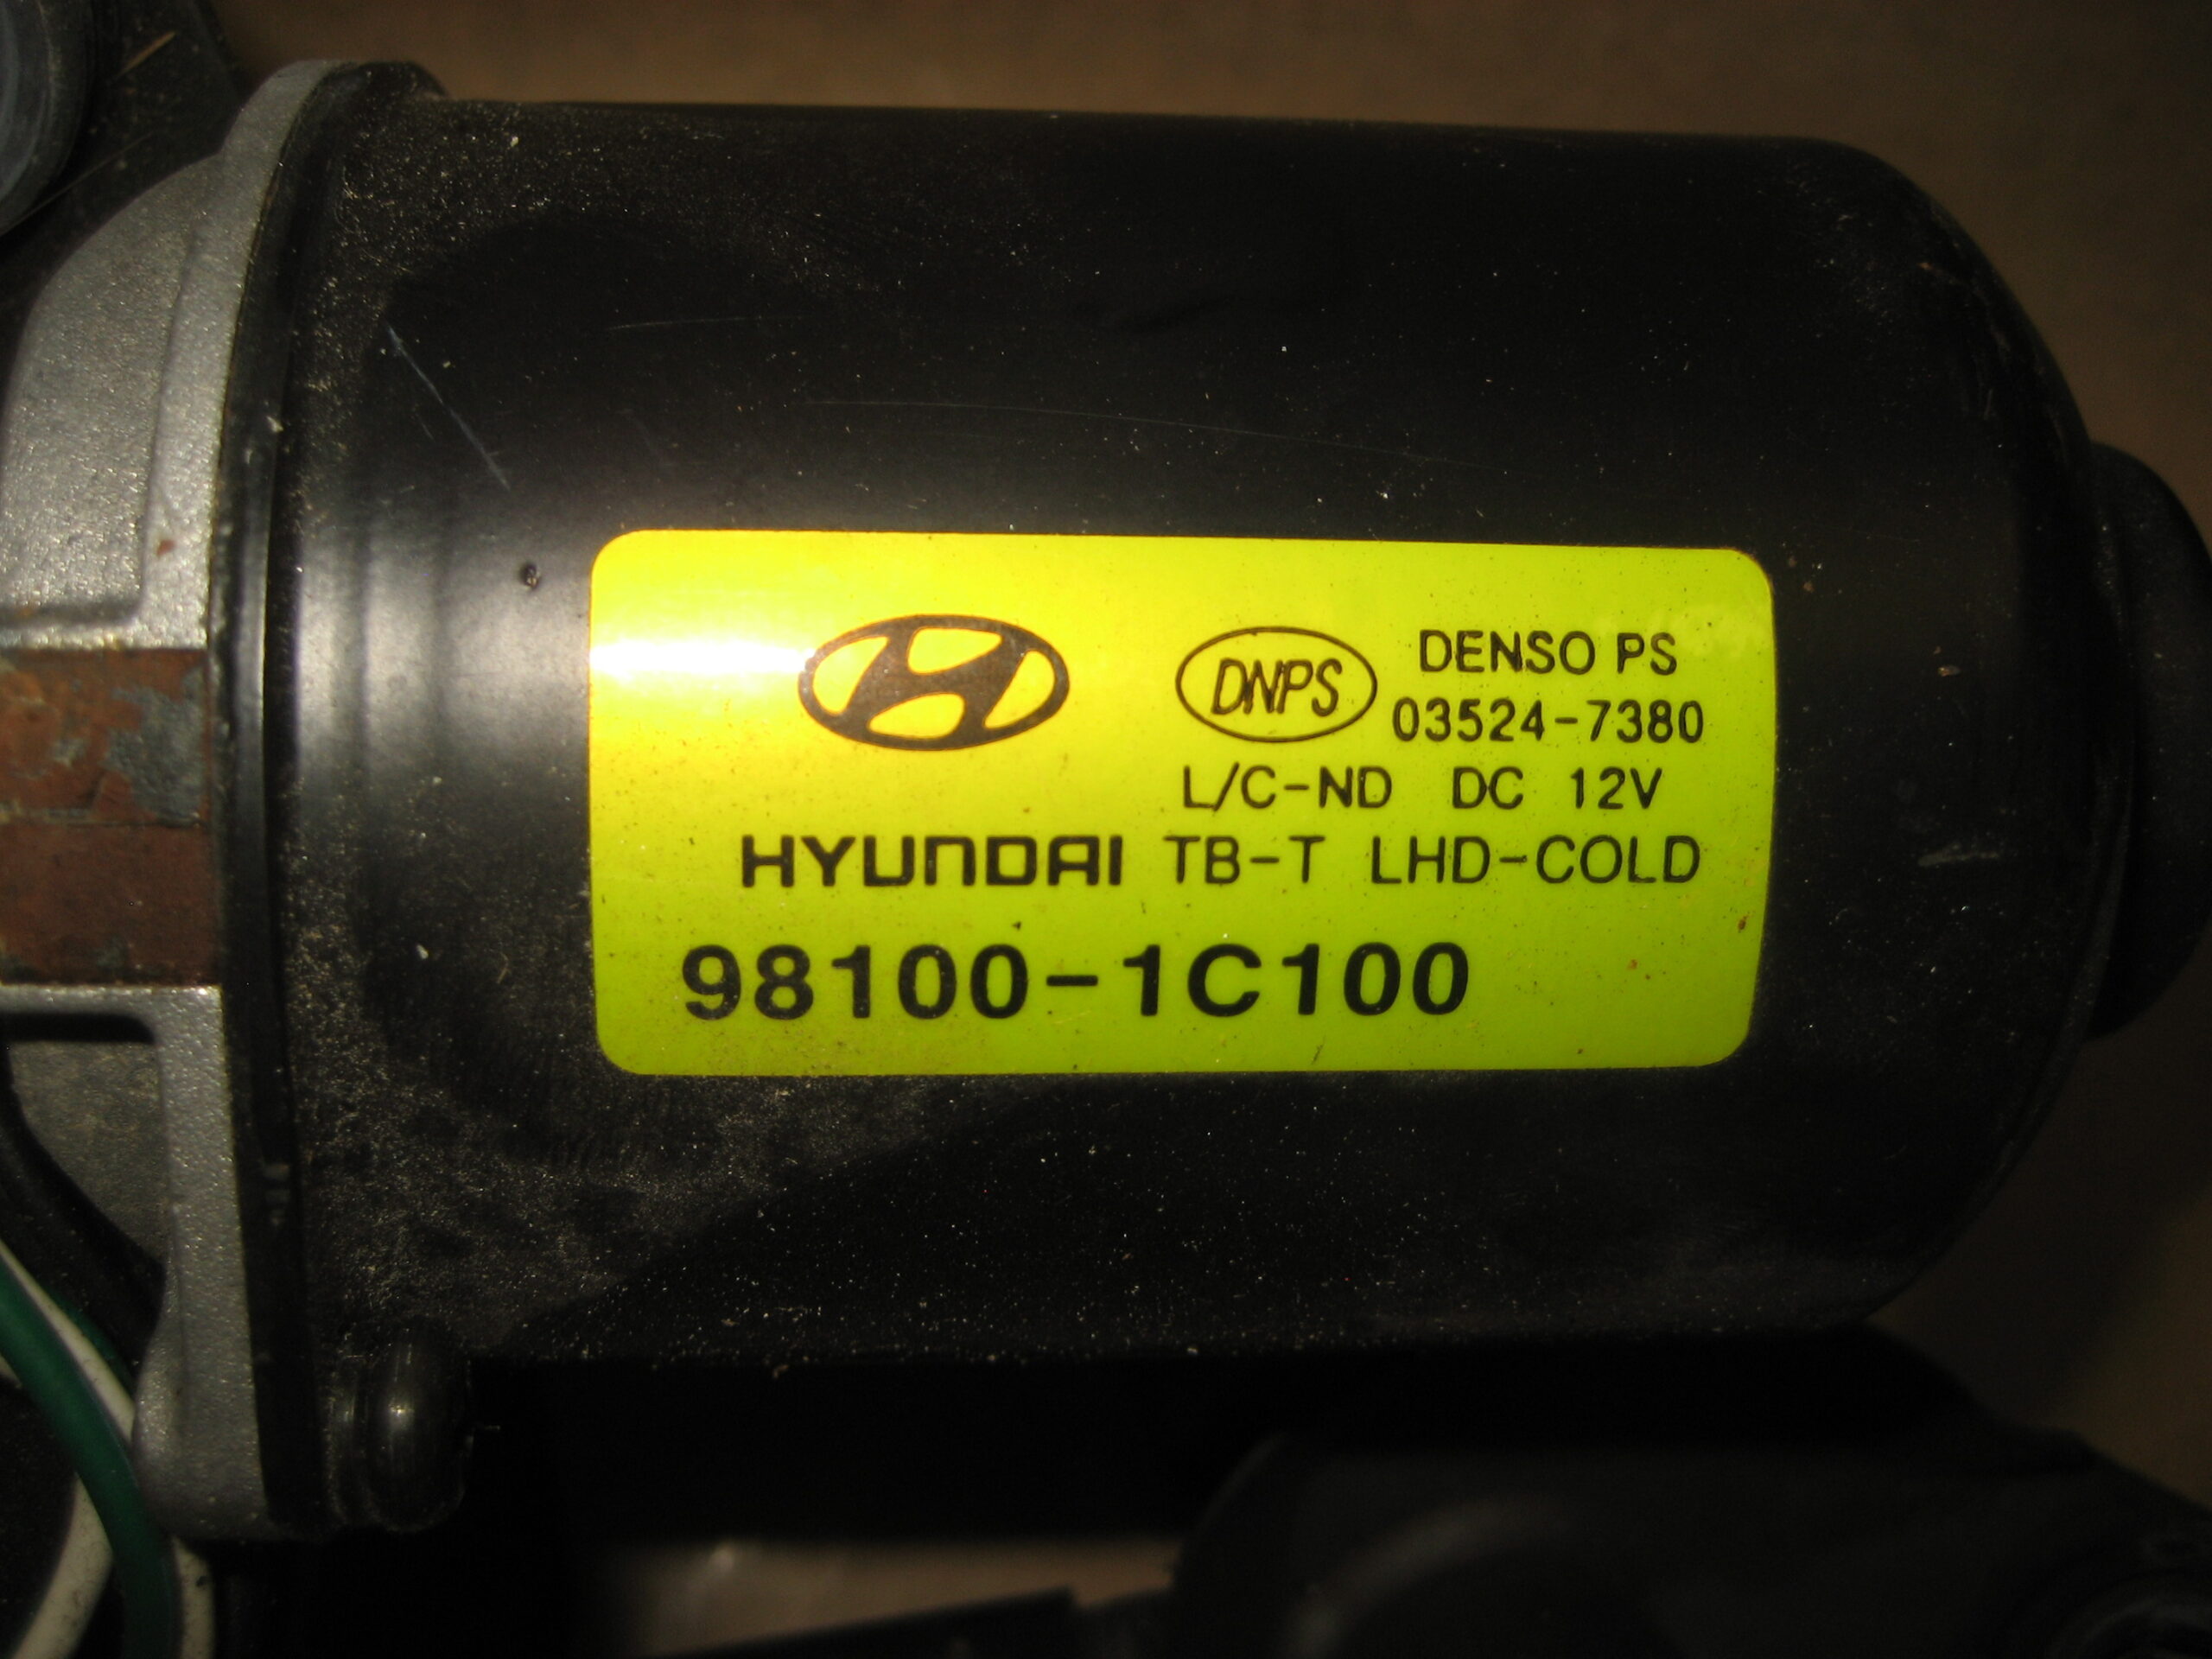 DNPS DENSO PS
03524-7380
L/C-ND DC 12V
HYUNDAI TB-T LHD-COLD
98100-1C100